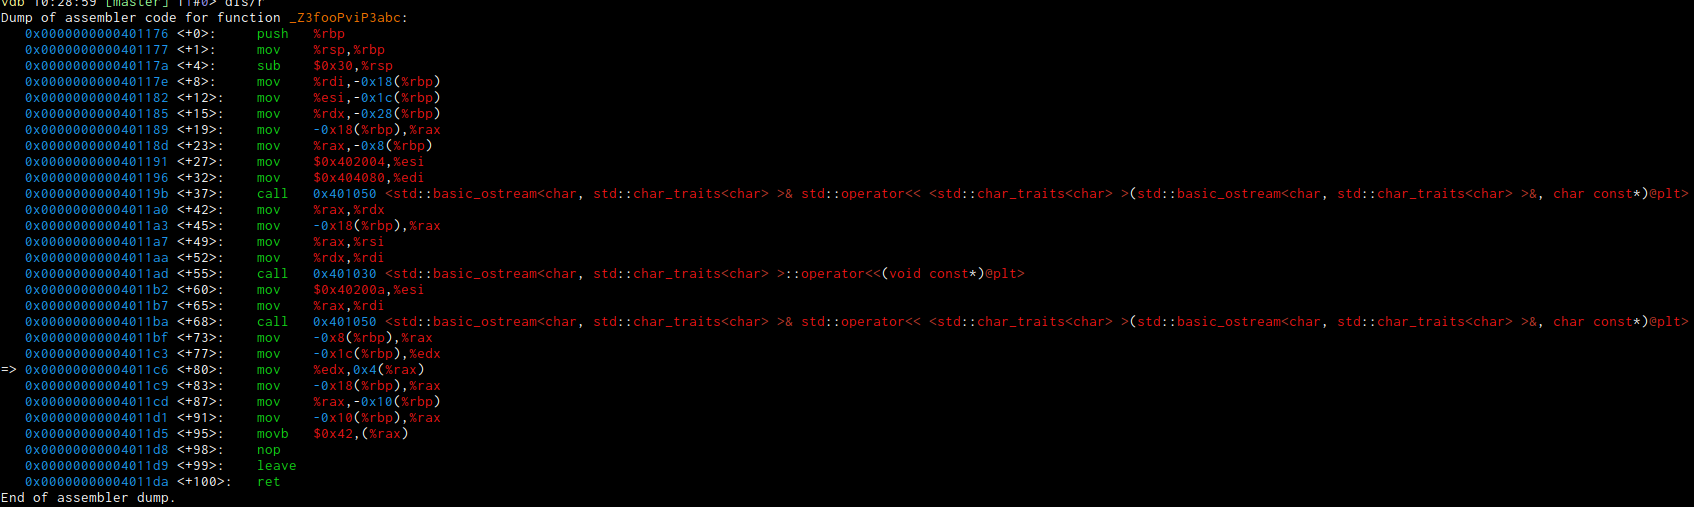 vdb 10:28:59 [master] 11#0> dis/r
Dump of assembler code for function _Z3fooPviP3abc:
   0x0000000000401176 <+0>:     push   %rbp
   0x0000000000401177 <+1>:     mov    %rsp,%rbp
   0x000000000040117a <+4>:     sub    $0x30,%rsp
   0x000000000040117e <+8>:     mov    %rdi,-0x18(%rbp)
   0x0000000000401182 <+12>:    mov    %esi,-0x1c(%rbp)
   0x0000000000401185 <+15>:    mov    %rdx,-0x28(%rbp)
   0x0000000000401189 <+19>:    mov    -0x18(%rbp),%rax
   0x000000000040118d <+23>:    mov    %rax,-0x8(%rbp)
   0x0000000000401191 <+27>:    mov    $0x402004,%esi
   0x0000000000401196 <+32>:    mov    $0x404080,%edi
   0x000000000040119b <+37>:    call   0x401050 <std::basic_ostream<char, std::char_traits<char> >& std::operator<< <std::char_traits<char> >(std::basic_ostream<char, std::char_traits<char> >&, char const*)@plt>
   0x00000000004011a0 <+42>:    mov    %rax,%rdx
   0x00000000004011a3 <+45>:    mov    -0x18(%rbp),%rax
   0x00000000004011a7 <+49>:    mov    %rax,%rsi
   0x00000000004011aa <+52>:    mov    %rdx,%rdi
   0x00000000004011ad <+55>:    call   0x401030 <std::basic_ostream<char, std::char_traits<char> >::operator<<(void const*)@plt>
   0x00000000004011b2 <+60>:    mov    $0x40200a,%esi
   0x00000000004011b7 <+65>:    mov    %rax,%rdi
   0x00000000004011ba <+68>:    call   0x401050 <std::basic_ostream<char, std::char_traits<char> >& std::operator<< <std::char_traits<char> >(std::basic_ostream<char, std::char_traits<char> >&, char const*)@plt>
   0x00000000004011bf <+73>:    mov    -0x8(%rbp),%rax
   0x00000000004011c3 <+77>:    mov    -0x1c(%rbp),%edx
=> 0x00000000004011c6 <+80>:    mov    %edx,0x4(%rax)
   0x00000000004011c9 <+83>:    mov    -0x18(%rbp),%rax
   0x00000000004011cd <+87>:    mov    %rax,-0x10(%rbp)
   0x00000000004011d1 <+91>:    mov    -0x10(%rbp),%rax
   0x00000000004011d5 <+95>:    movb   $0x42,(%rax)
   0x00000000004011d8 <+98>:    nop
   0x00000000004011d9 <+99>:    leave
   0x00000000004011da <+100>:   ret
End of assembler dump.